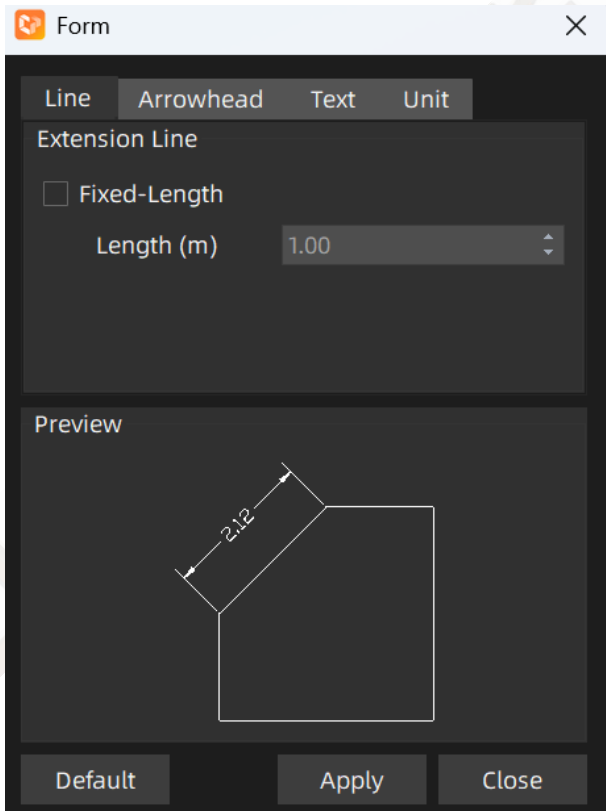 Form
Line Arrowhead Text Unit
Extension Line
Fixed-Length
Length (m) 1.00
Preview
2.12
Default Apply Close